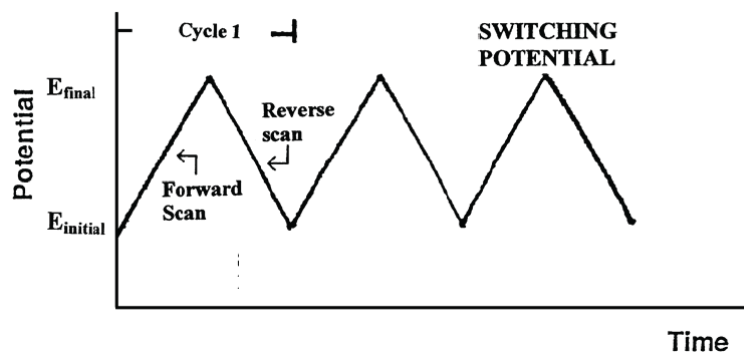 Cycle 1
SWITCHING
POTENTIAL
Efinal
Reverse
scan
Potential
Forward
Scan
Einitial
Time